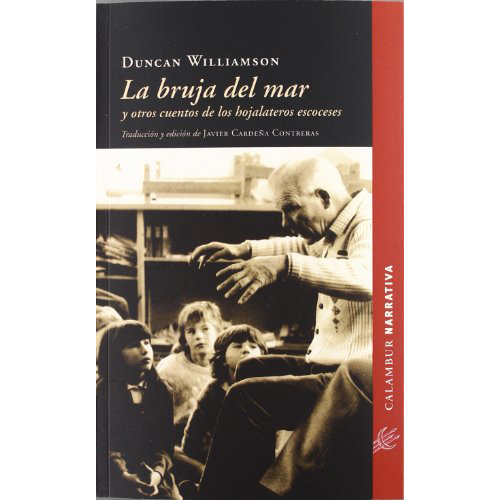 DUNCAN WILLIAMSON
La bruja del mar
y otros cuentos de los hojalateros escoceses
Traducción y edición de JAVIER CARDEÑA CONTRERAS
CALAMBUR NARRATIVA